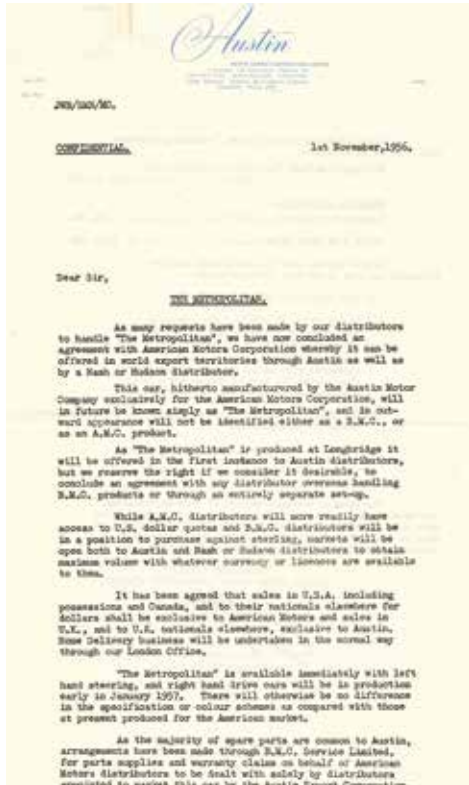 Austin
CONFIDENTIAL.
1st November, 1956.
Dear Sir,
THE METROPOLITAN.
As many requests have been made by our distributors
to handle "The Metropolitan", we have now concluded an
agreement with American Motors Corporation whereby it can be
offered in world export territories through Austin as well as
by a Nash or Hudson distributor.
This car, hitherto manufacturered by the Austin Motor
Company exclusively for the American Motors Corporation, will
in future be known simply as "The Metropolitan", and in out-
ward appearance will not be identified either as a B.M.C., or
as an A.M.C. product.
As "The Metropolitan" is produced at Longbridge it
will be offered in the first instance to Austin distributors,
but we reserve the right if we consider it desirable, to
conclude an agreement with any distributor overseas handling
B.M.C. products or through an entirely separate set-up.
While A.M.C. distributors will more readily have
access to U.S. dollar quotas and B.M.C. distributors will be
in a position to purchase against sterling, markets will be
open both to Austin and Nash or Hudson distributors to obtain
maximum volume with whatever currency or licences are available
to them.
It has been agreed that sales in U.S.A. including
possessions and Canada, and to their nationals elsewhere for
dollars shall be exclusive to American Motors and sales in
U.K., and to U.K. nationals elsewhere, exclusive to Austin.
Home Delivery business will be undertaken in the normal way
through our London Office.
"The Metropolitan" is available immediately with left
hand steering, and right hand drive cars will be in production
early in January 1957. There will otherwise be no difference
in the specification or colour schemes as compared with those
at present produced for the American market.
As the majority of spare parts are common to Austin,
arrangements have been made through B.M.C. Service Limited,
for parts supplies and warranty claims on behalf of American
Motors distributors to be dealt with solely by distributors
appointed to market this car by the Austin Export Corporation